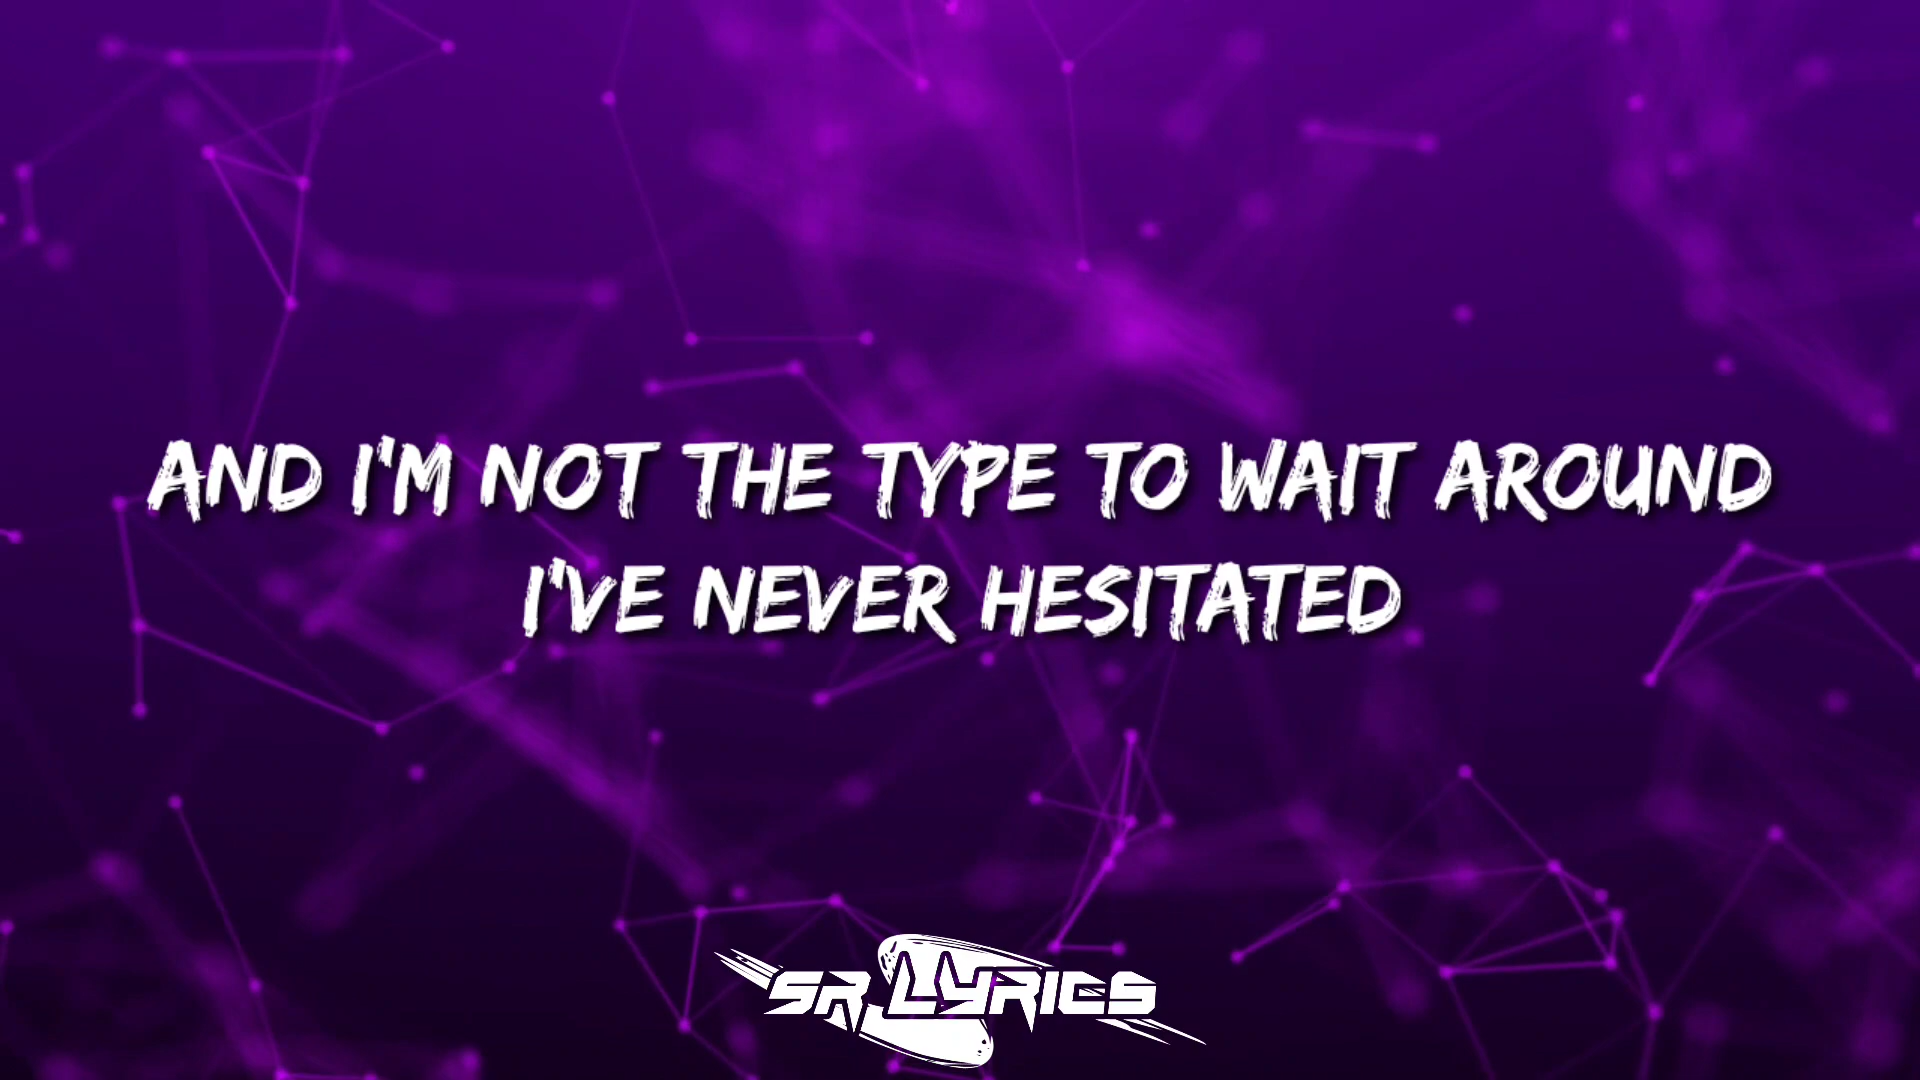 AND I'M NOT THE TYPE TO WAIT AROUND
I'VE NEVER HESITATED
SR LYRICS